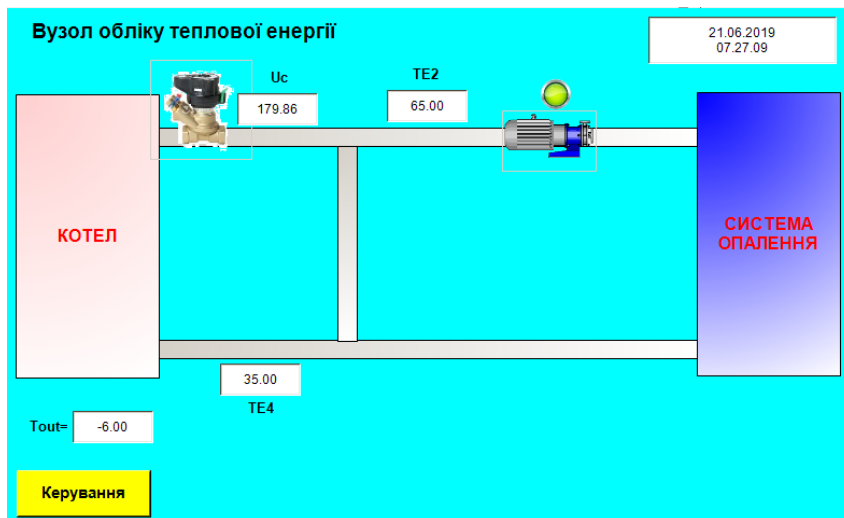 Вузол обліку теплової енергії
21.06.2019
07.27.09
Uc
TE2
179.86
65.00
КОТЕЛ
СИСТЕМА
ОПАЛЕННЯ
35.00
TE4
Tout=
-6.00
Керування